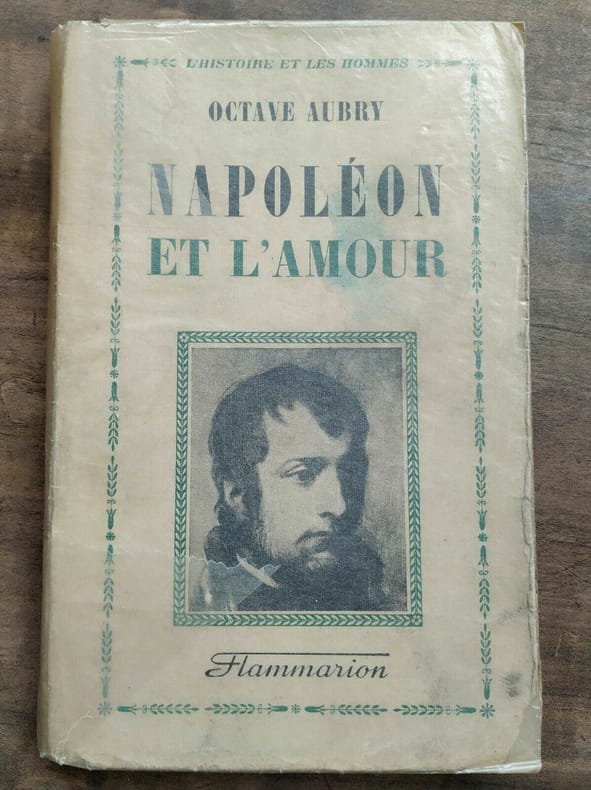 L'HISTOIRE ET LES HOMMES
OCTAVE AUBRY
NAPOLÉON
ET L'AMOUR
Flammarion